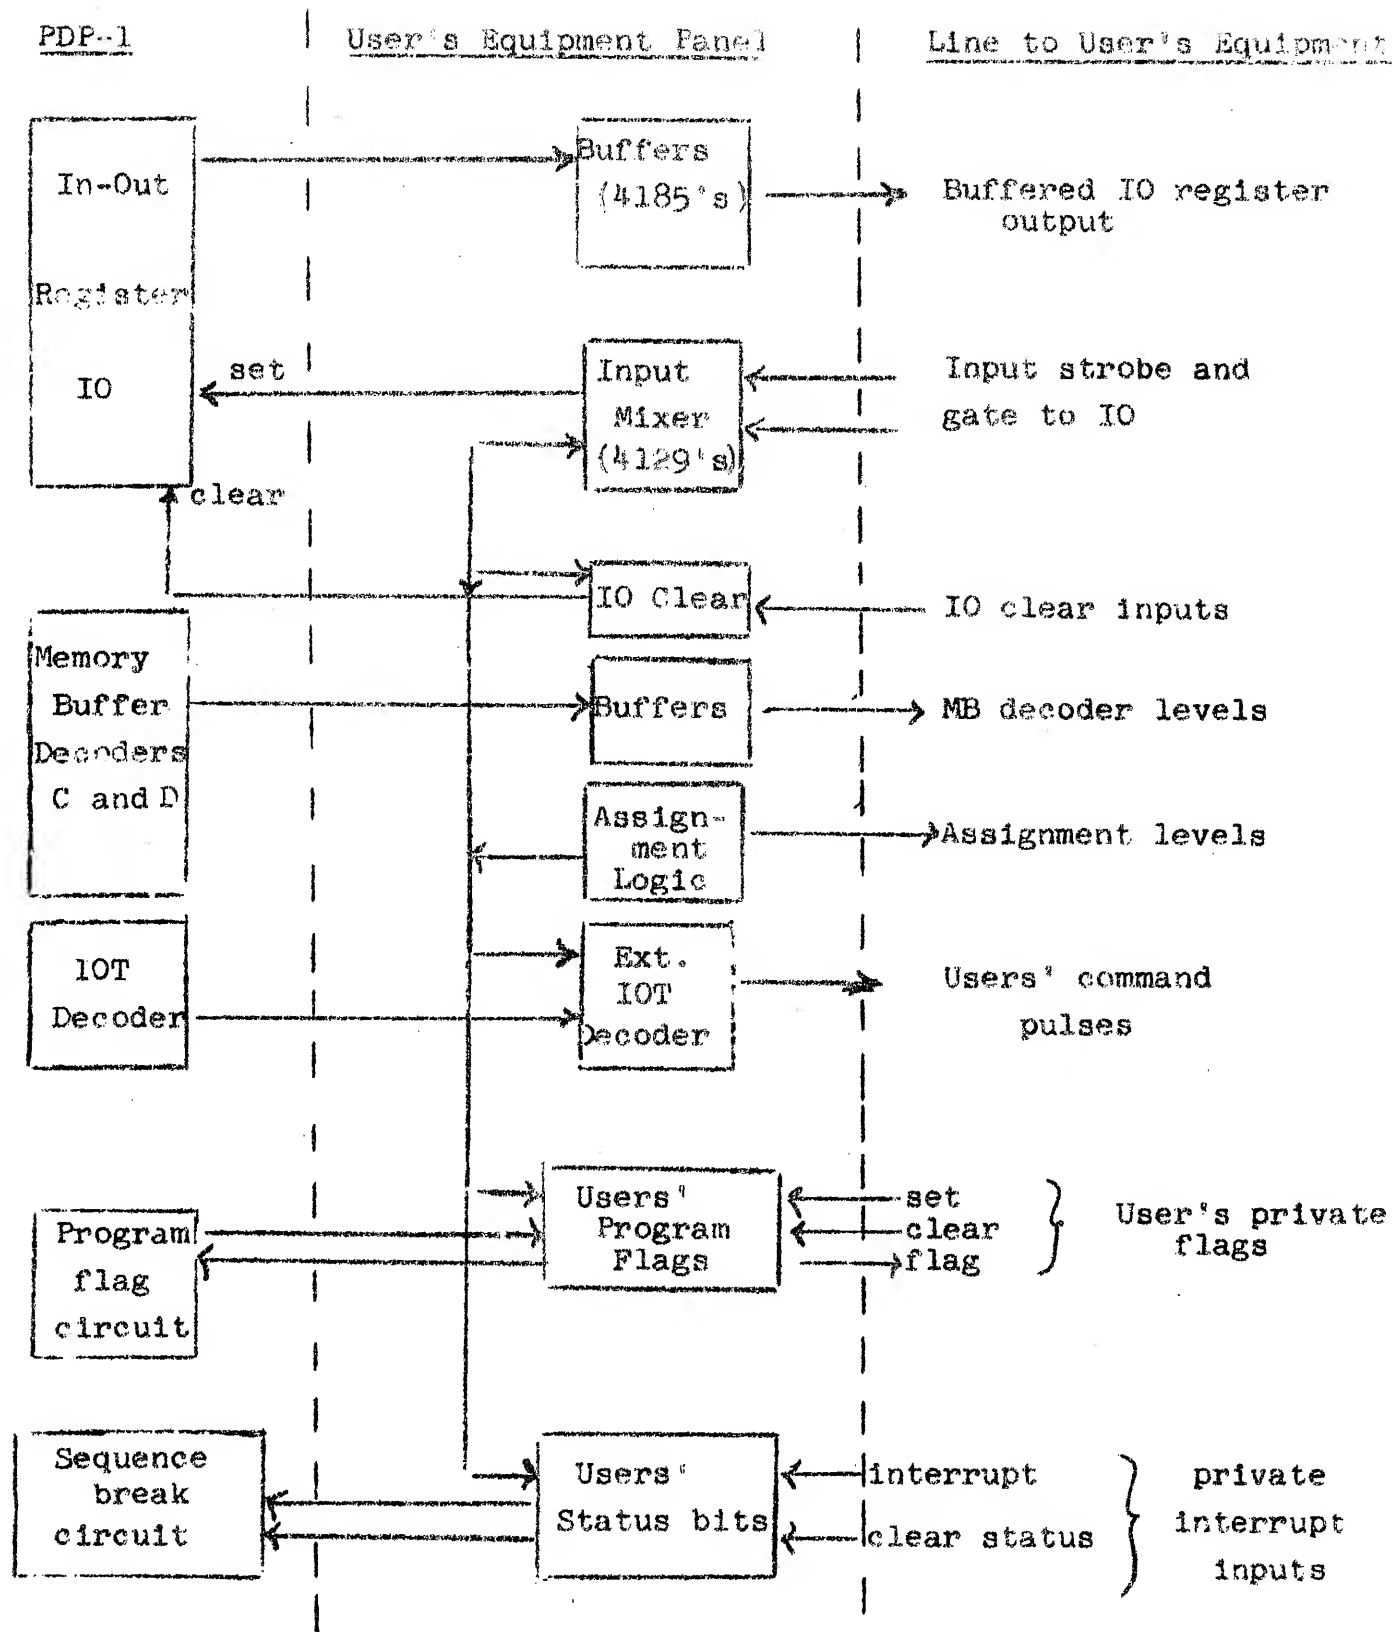 PDP-1
User's Equipment Panel
Line to User's Equipment
In-Out
Register
IO
Buffers
(4185's)
Buffered IO register
output
set
Input
Mixer
(4129's)
Input strobe and
gate to IO
clear
IO Clear
IO clear inputs
Memory
Buffer
Decoders
C and D
Buffers
MB decoder levels
Assign-
ment
Logic
Assignment levels
IOT
Decoder
Ext.
IOT
Decoder
Users' command
pulses
Program
flag
circuit
Users'
Program
Flags
set
clear
flag
User's private
flags
Sequence
break
circuit
Users'
Status bits
interrupt
clear status
private
interrupt
inputs